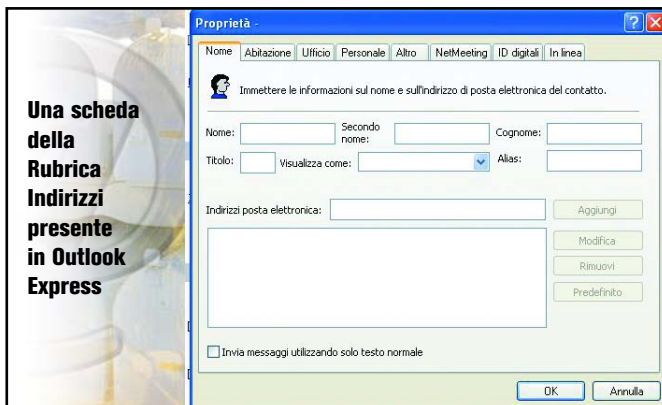 Una scheda
della
Rubrica
Indirizzi
presente
in Outlook
Express
Proprietà -
Nome Abitazione Ufficio Personale Altro NetMeeting ID digitali In linea
Immettere le informazioni sul nome e sull'indirizzo di posta elettronica del contatto.
Nome: Secondo nome: Cognome:
Titolo: Visualizza come: Alias:
Indirizzi posta elettronica: Aggiungi
Modifica
Rimuovi
Predefinito
Invia messaggi utilizzando solo testo normale
OK Annulla